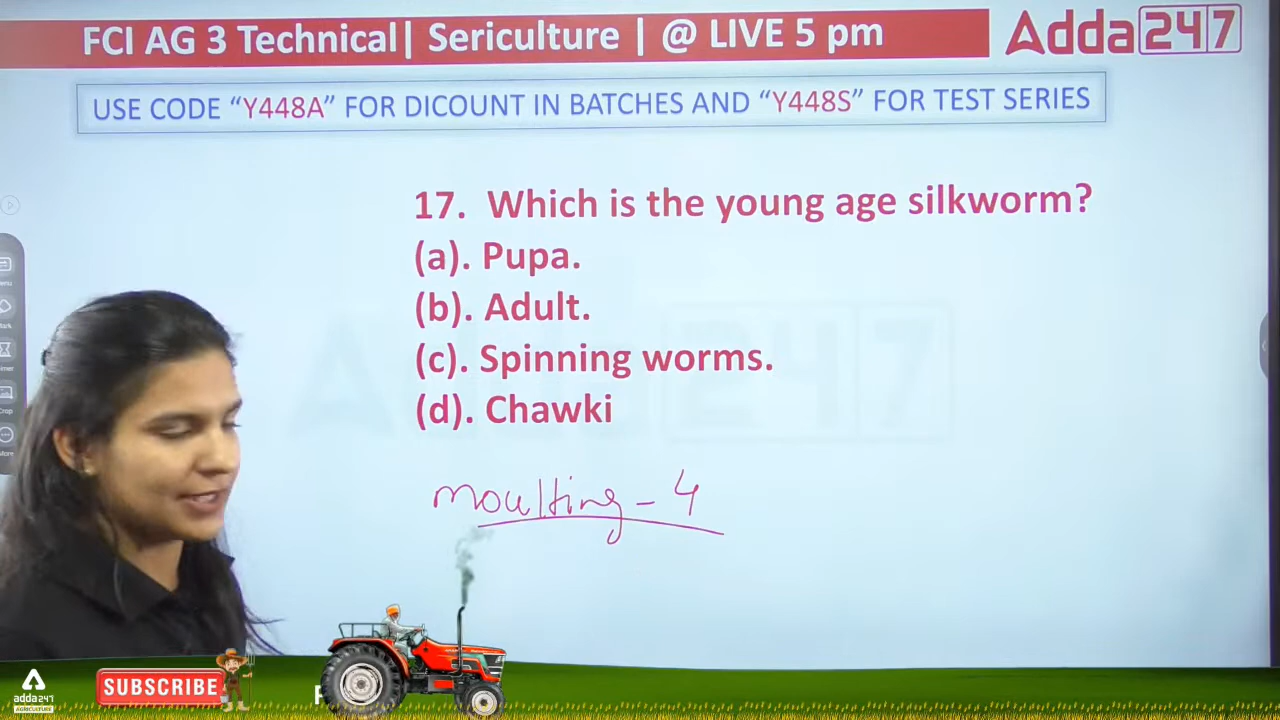 FCI AG 3 Technical| Sericulture | @ LIVE 5 pm
Adda247
USE CODE “Y448A” FOR DICOUNT IN BATCHES AND “Y448S” FOR TEST SERIES
17. Which is the young age silkworm?
(a). Pupa.
(b). Adult.
(c). Spinning worms.
(d). Chawki
moulting - 4
adda247
AGRICULTURE
SUBSCRIBE